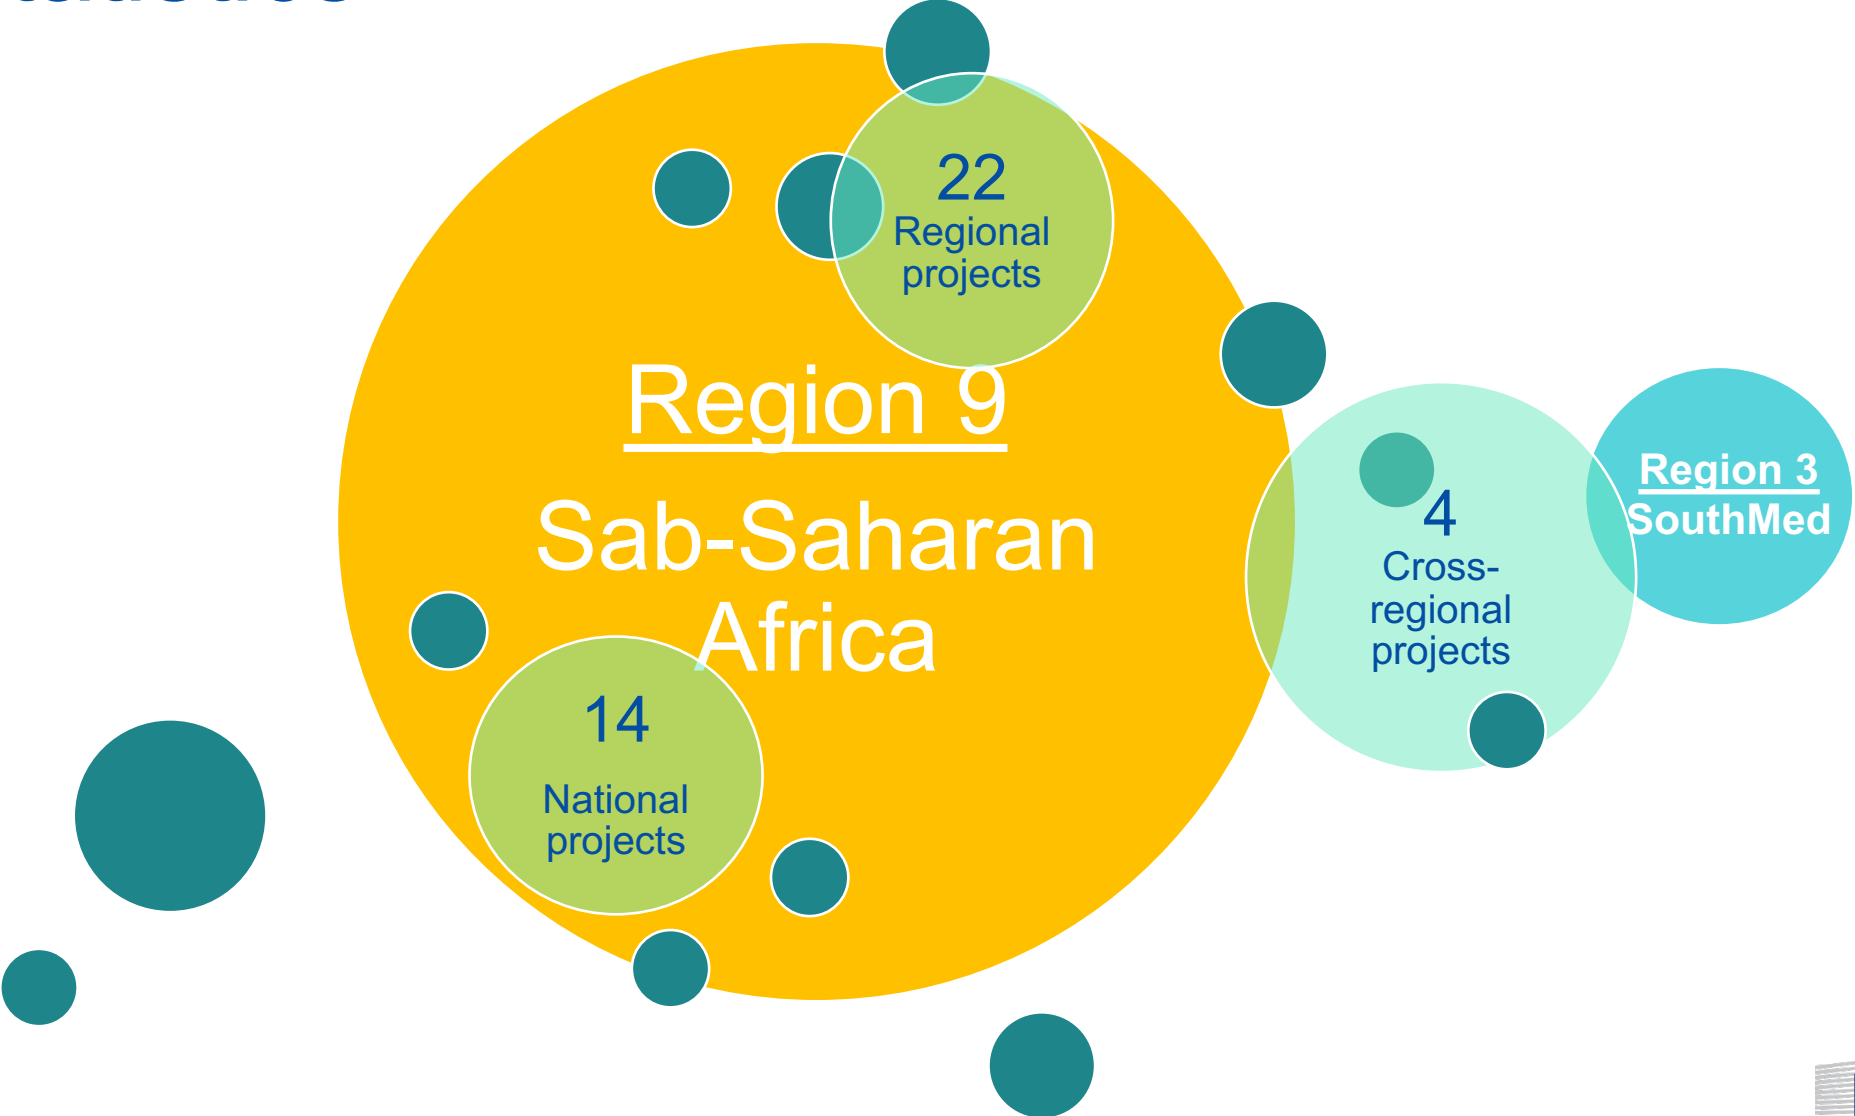 22
Regional
projects
Region 9
Sab-Saharan
Africa
Region 3
SouthMed
4
Cross-
regional
projects
14
National
projects